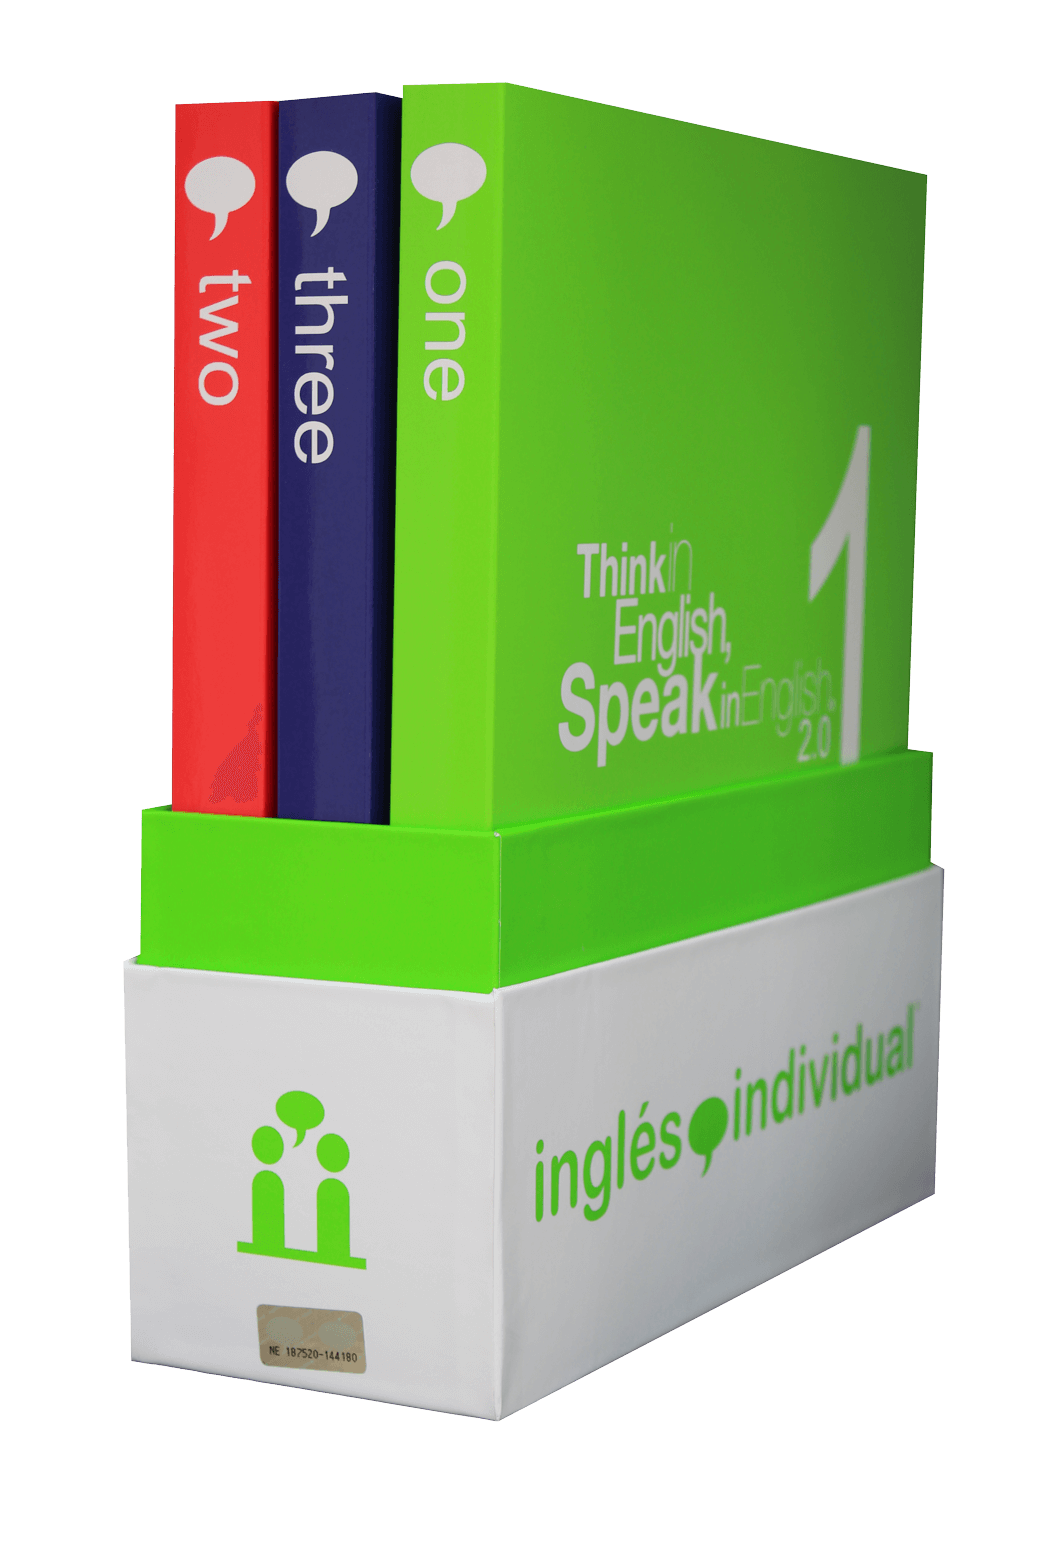 two
three
one
1
Think in
English,
Speak in English.
2.0
inglés individual
NE 187520-144180